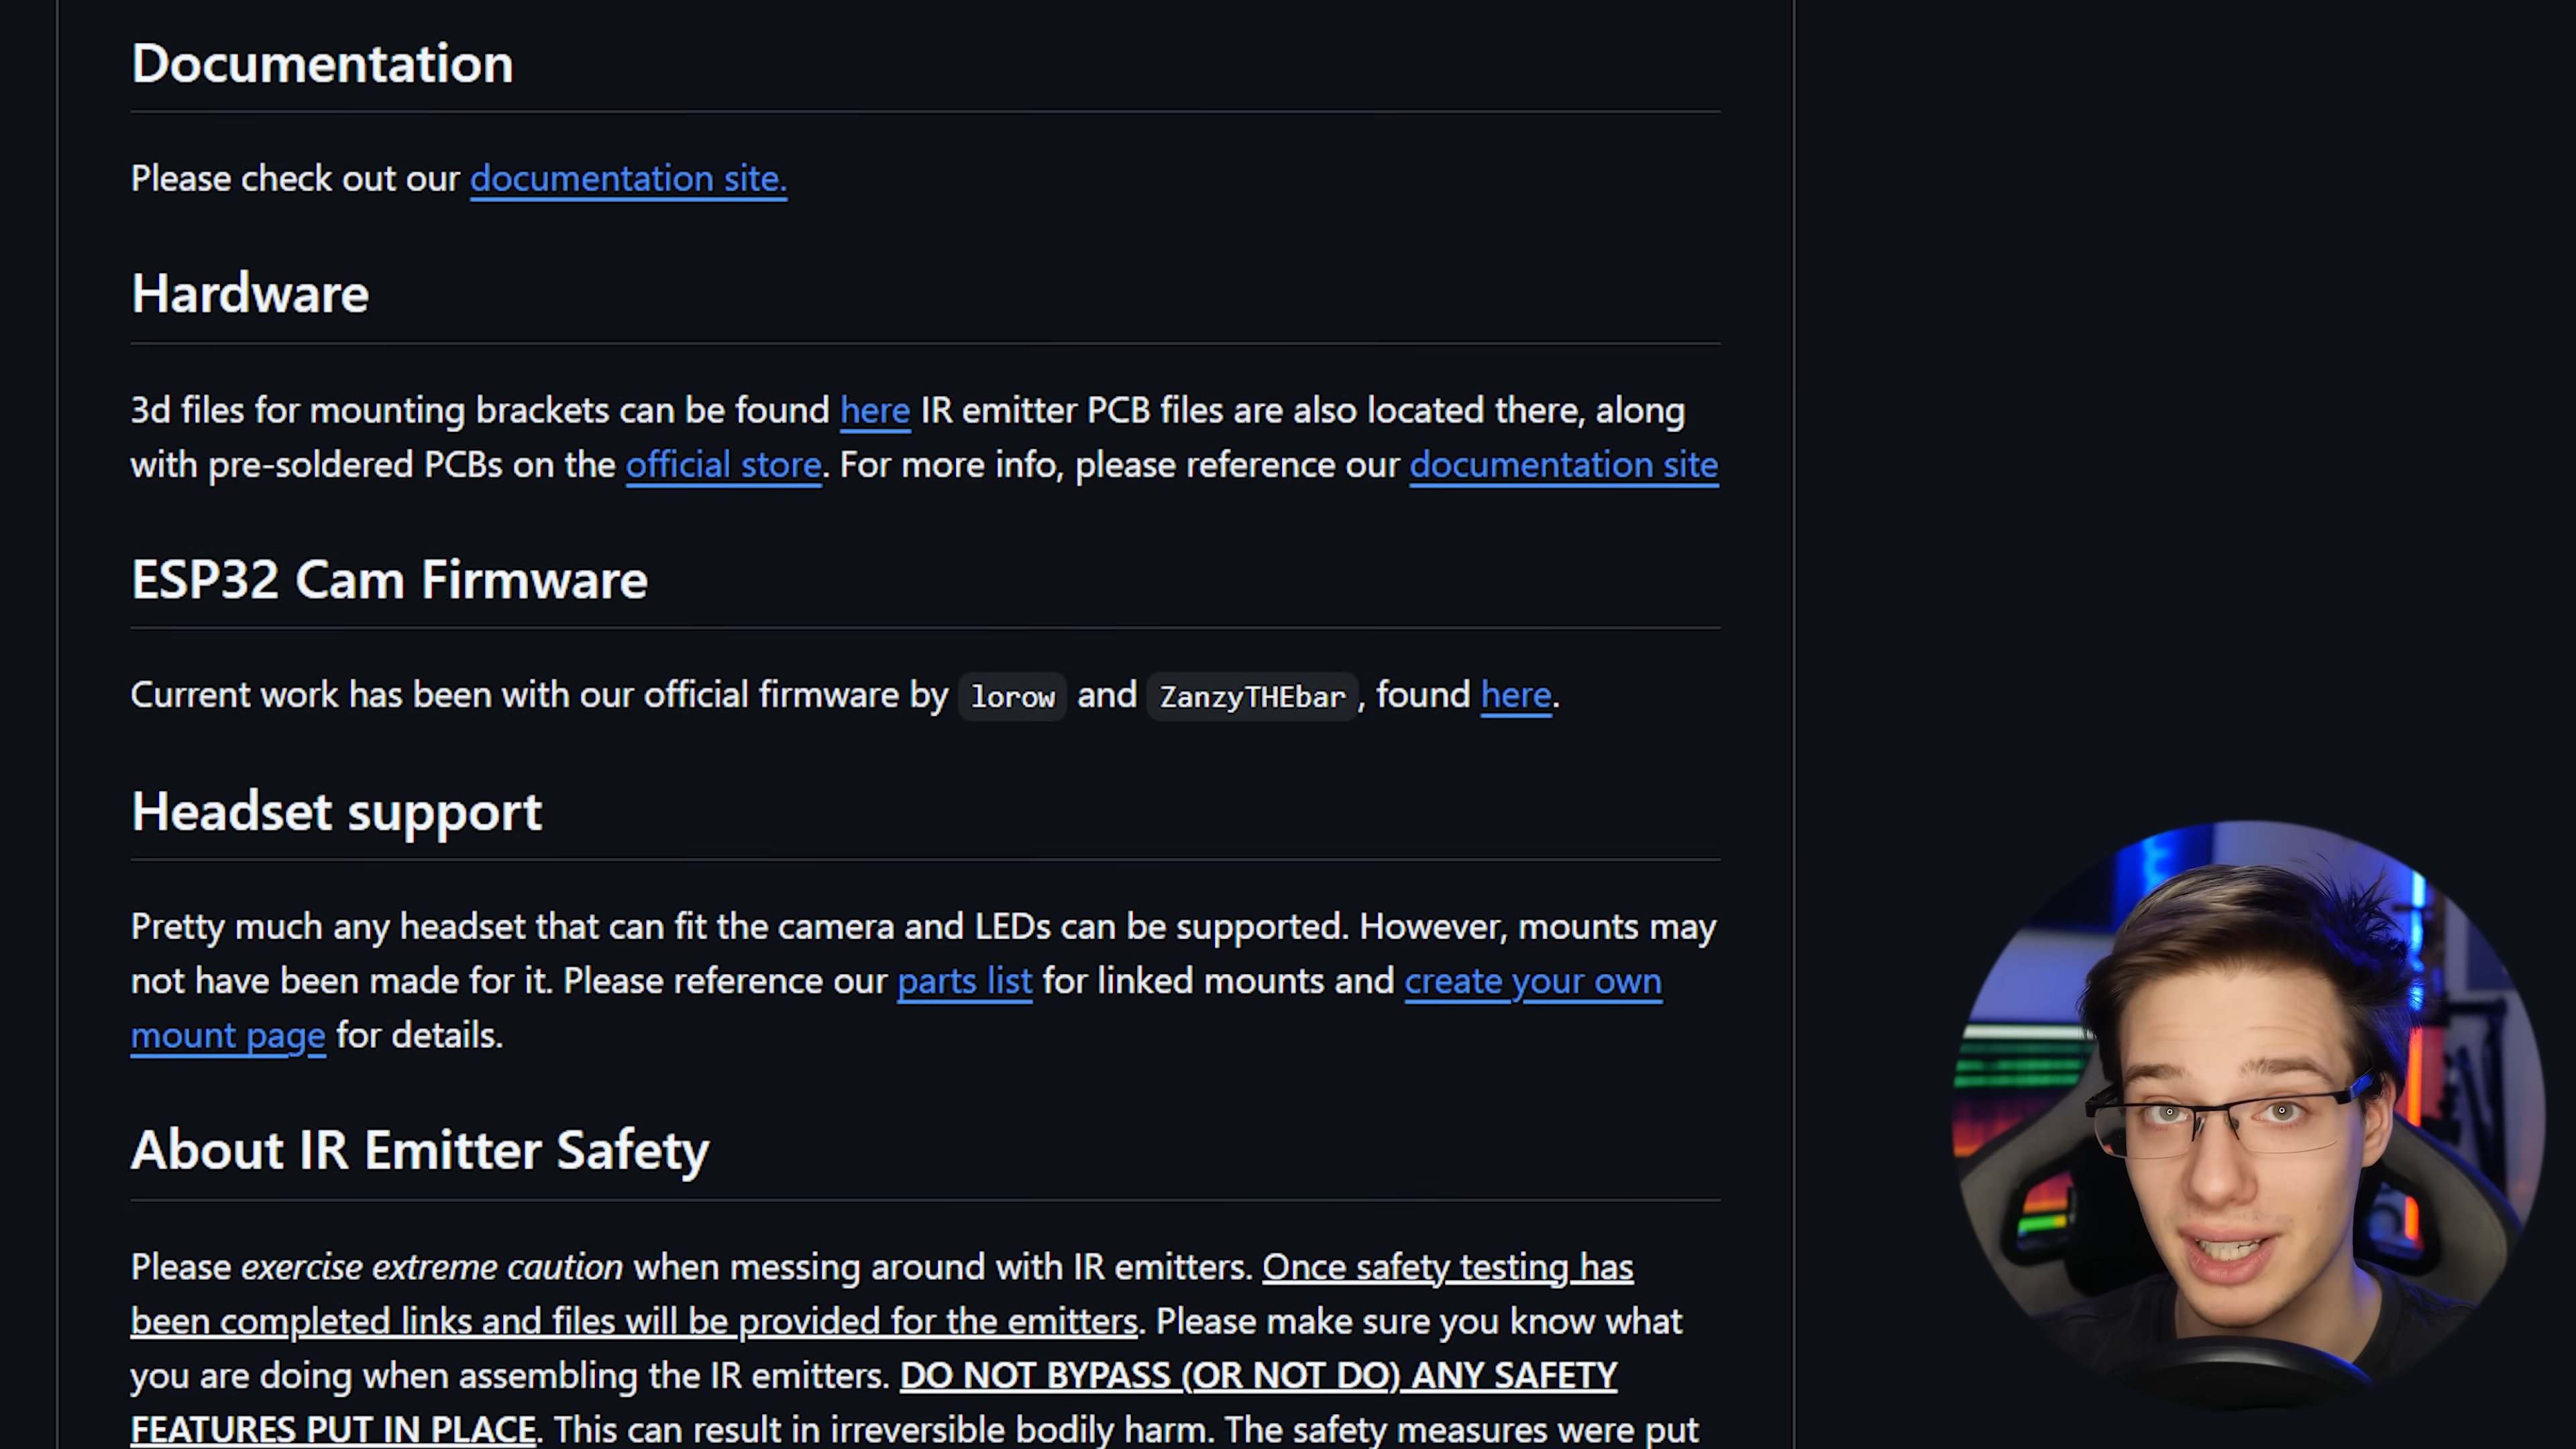 Documentation
Please check out our documentation site.
Hardware
3d files for mounting brackets can be found here IR emitter PCB files are also located there, along
with pre-soldered PCBs on the official store. For more info, please reference our documentation site
ESP32 Cam Firmware
Current work has been with our official firmware by lorow and ZanzyTHEbar, found here.
Headset support
Pretty much any headset that can fit the camera and LEDs can be supported. However, mounts may
not have been made for it. Please reference our parts list for linked mounts and create your own
mount page for details.
About IR Emitter Safety
Please exercise extreme caution when messing around with IR emitters. Once safety testing has
been completed links and files will be provided for the emitters. Please make sure you know what
you are doing when assembling the IR emitters. DO NOT BYPASS (OR NOT DO) ANY SAFETY
FEATURES PUT IN PLACE. This can result in irreversible bodily harm. The safety measures were put